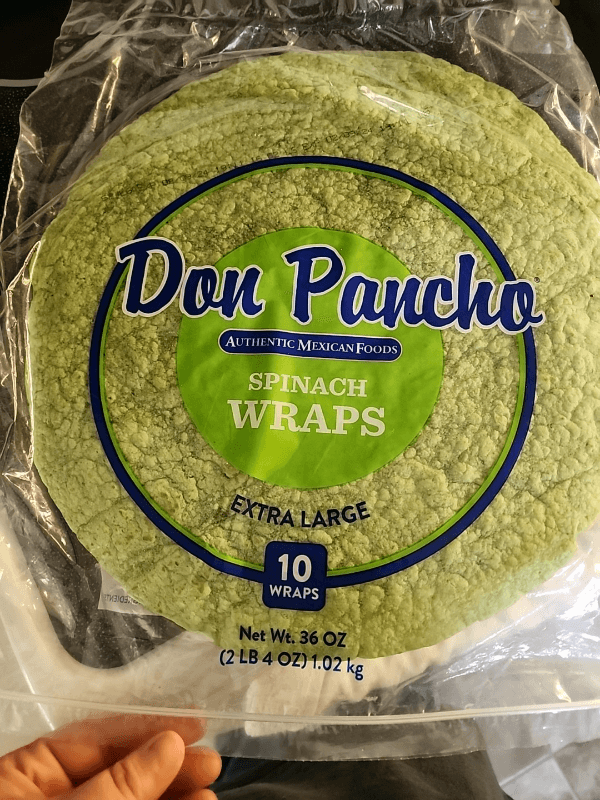 Don Pancho
AUTHENTIC MEXICAN FOODS
SPINACH
WRAPS
EXTRA LARGE
10
WRAPS
Net Wt. 36 OZ
(2 LB 4 OZ) 1.02 kg